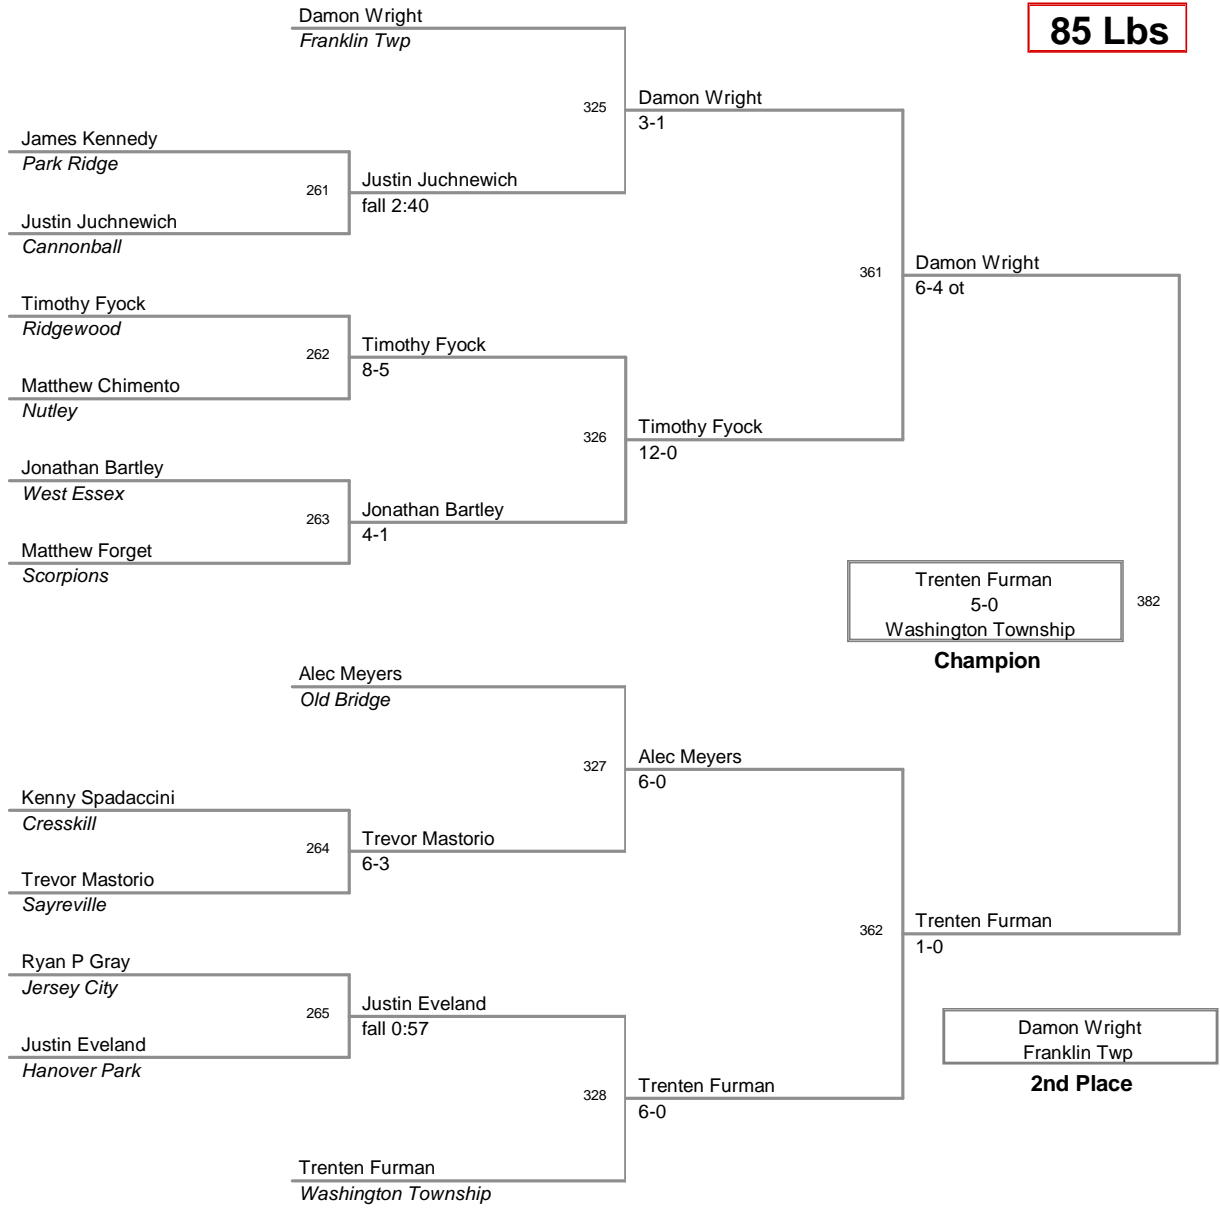 85 Lbs
Damon Wright
Franklin Twp
325
Damon Wright
3-1
James Kennedy
Park Ridge
261
Justin Juchnewich
fall 2:40
Justin Juchnewich
Cannonball
361
Damon Wright
6-4 ot
Timothy Fyock
Ridgewood
262
Timothy Fyock
8-5
Matthew Chimento
Nutley
326
Timothy Fyock
12-0
Jonathan Bartley
West Essex
263
Jonathan Bartley
4-1
Matthew Forget
Scorpions
Trenten Furman
5-0
Washington Township
Champion
382
Alec Meyers
Old Bridge
327
Alec Meyers
6-0
Kenny Spadaccini
Cresskill
264
Trevor Mastorio
6-3
Trevor Mastorio
Sayreville
362
Trenten Furman
1-0
Ryan P Gray
Jersey City
265
Justin Eveland
fall 0:57
Justin Eveland
Hanover Park
Damon Wright
Franklin Twp
2nd Place
328
Trenten Furman
6-0
Trenten Furman
Washington Township